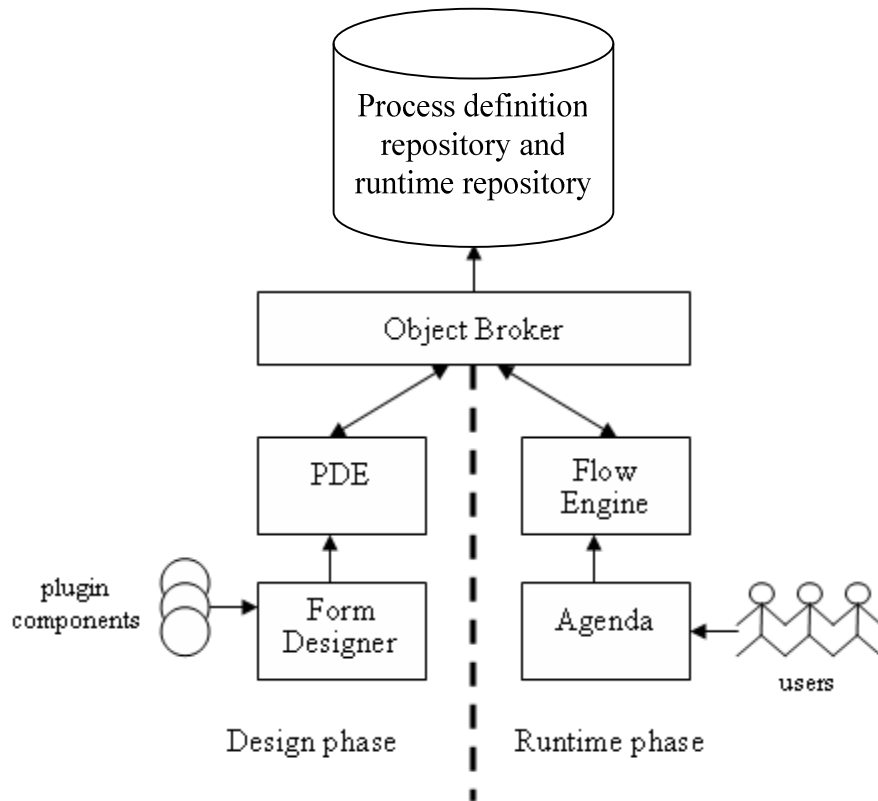 Process definition
repository and
runtime repository
Object Broker
PDE
Flow
Engine
plugin
components
Form
Designer
Agenda
users
Design phase
Runtime phase